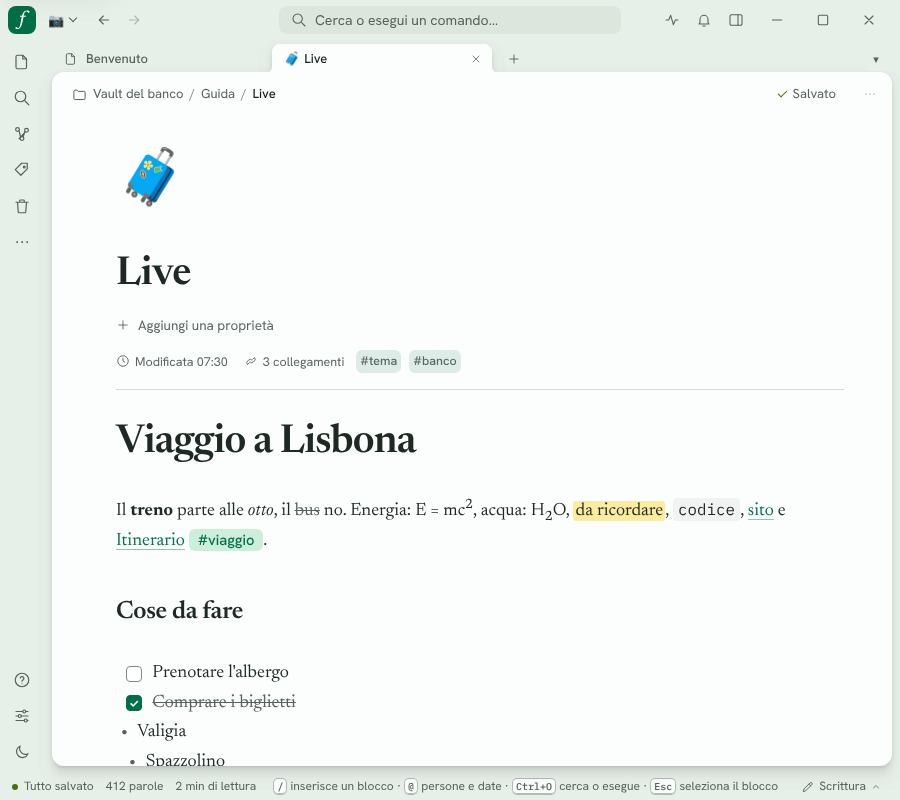 f
Cerca o esegui un comando...
Benvenuto
Live
Vault del banco / Guida / Live
Salvato
Live
Aggiungi una proprietà
Modificata 07:30 3 collegamenti #tema #banco
Viaggio a Lisbona
Il treno parte alle otto, il bus no. Energia: E = mc², acqua: H₂O, da ricordare, codice, sito e
Itinerario #viaggio.
Cose da fare
Prenotare l'albergo
Comprare i biglietti
• Valigia
• Spazzolino
Tutto salvato 412 parole 2 min di lettura / inserisce un blocco · @ persone e date · Ctrl+O cerca o esegue · Esc seleziona il blocco Scrittura